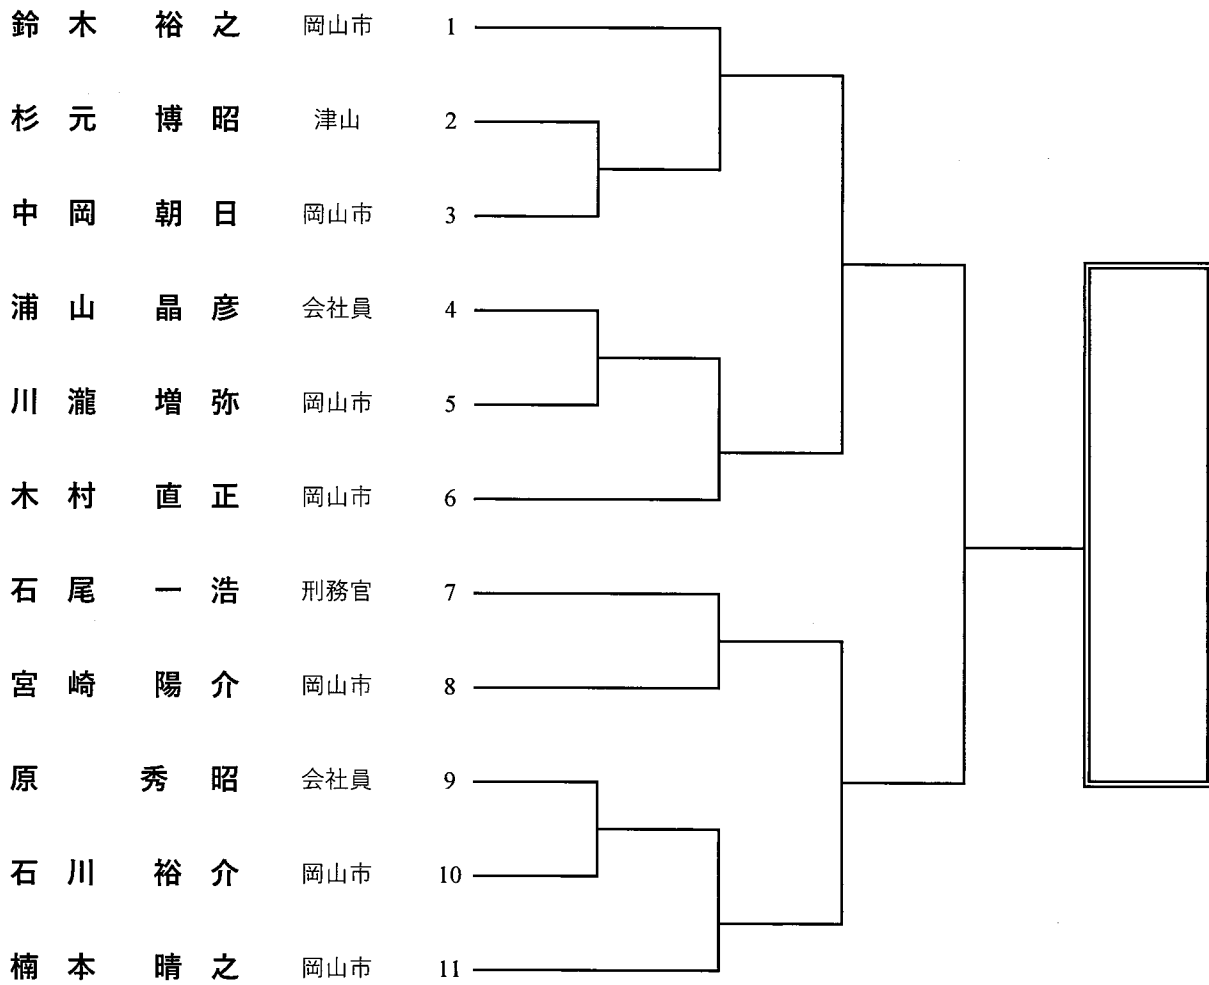 鈴木 裕之 岡山市 1
杉元 博昭 津山 2
中岡 朝日 岡山市 3
浦山 晶彦 会社員 4
川瀧 増弥 岡山市 5
木村 直正 岡山市 6
石尾 一浩 刑務官 7
宮崎 陽介 岡山市 8
原 秀昭 会社員 9
石川 裕介 岡山市 10
楠本 晴之 岡山市 11